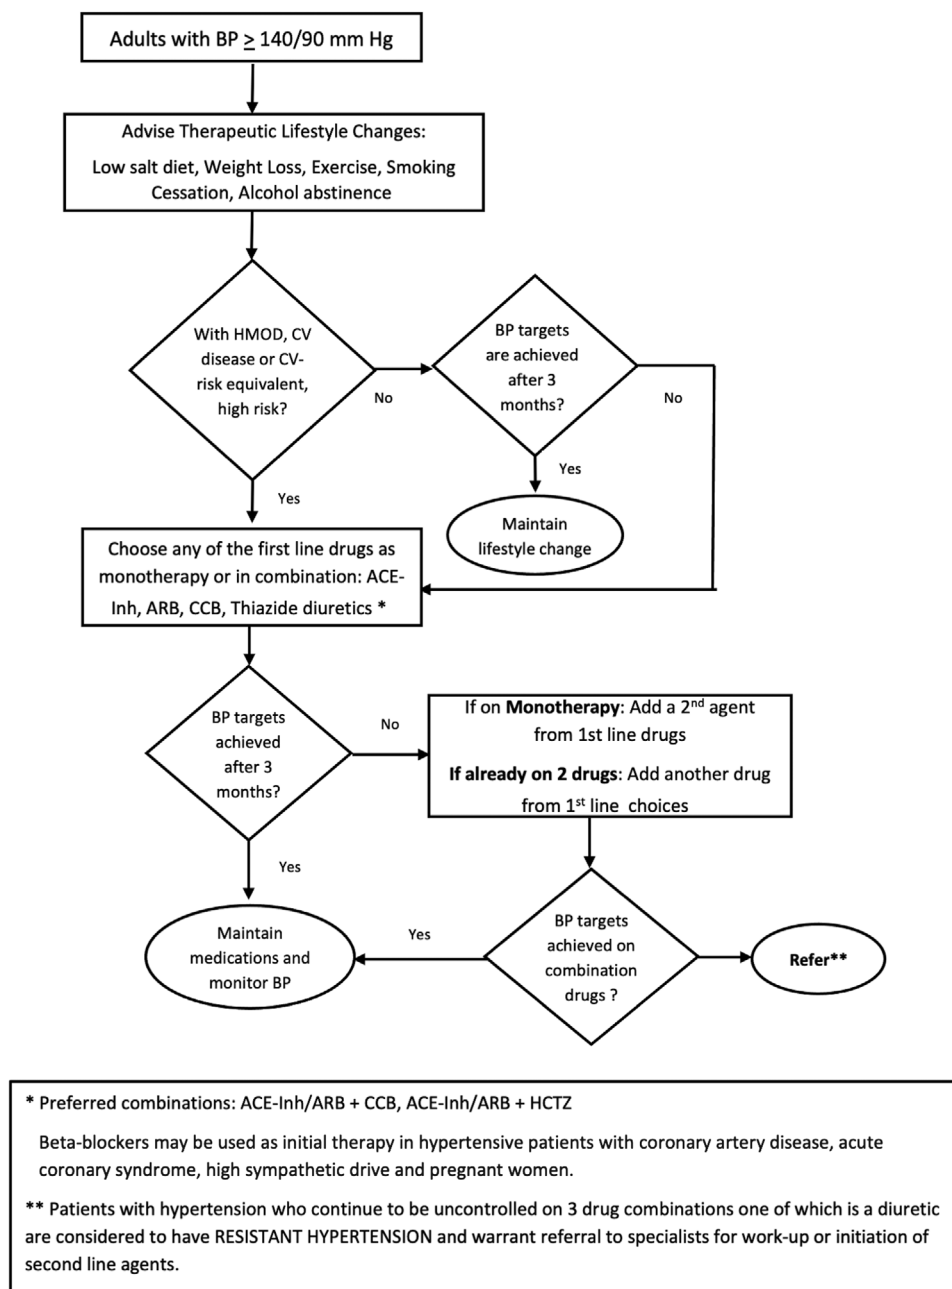 Adults with BP ≥ 140/90 mm Hg
Advise Therapeutic Lifestyle Changes:
Low salt diet, Weight Loss, Exercise, Smoking
Cessation, Alcohol abstinence
With HMOD, CV
disease or CV-
risk equivalent,
high risk?
No
BP targets
are achieved
after 3
months?
No
Yes
Maintain
lifestyle change
Yes
Choose any of the first line drugs as
monotherapy or in combination: ACE-
Inh, ARB, CCB, Thiazide diuretics *
BP targets
achieved
after 3
months?
No
If on Monotherapy: Add a 2nd agent
from 1st line drugs
If already on 2 drugs: Add another drug
from 1st line choices
Yes
Maintain
medications and
monitor BP
Yes
BP targets
achieved on
combination
drugs ?
Refer**
* Preferred combinations: ACE-Inh/ARB + CCB, ACE-Inh/ARB + HCTZ
Beta-blockers may be used as initial therapy in hypertensive patients with coronary artery disease, acute
coronary syndrome, high sympathetic drive and pregnant women.
** Patients with hypertension who continue to be uncontrolled on 3 drug combinations one of which is a diuretic
are considered to have RESISTANT HYPERTENSION and warrant referral to specialists for work-up or initiation of
second line agents.